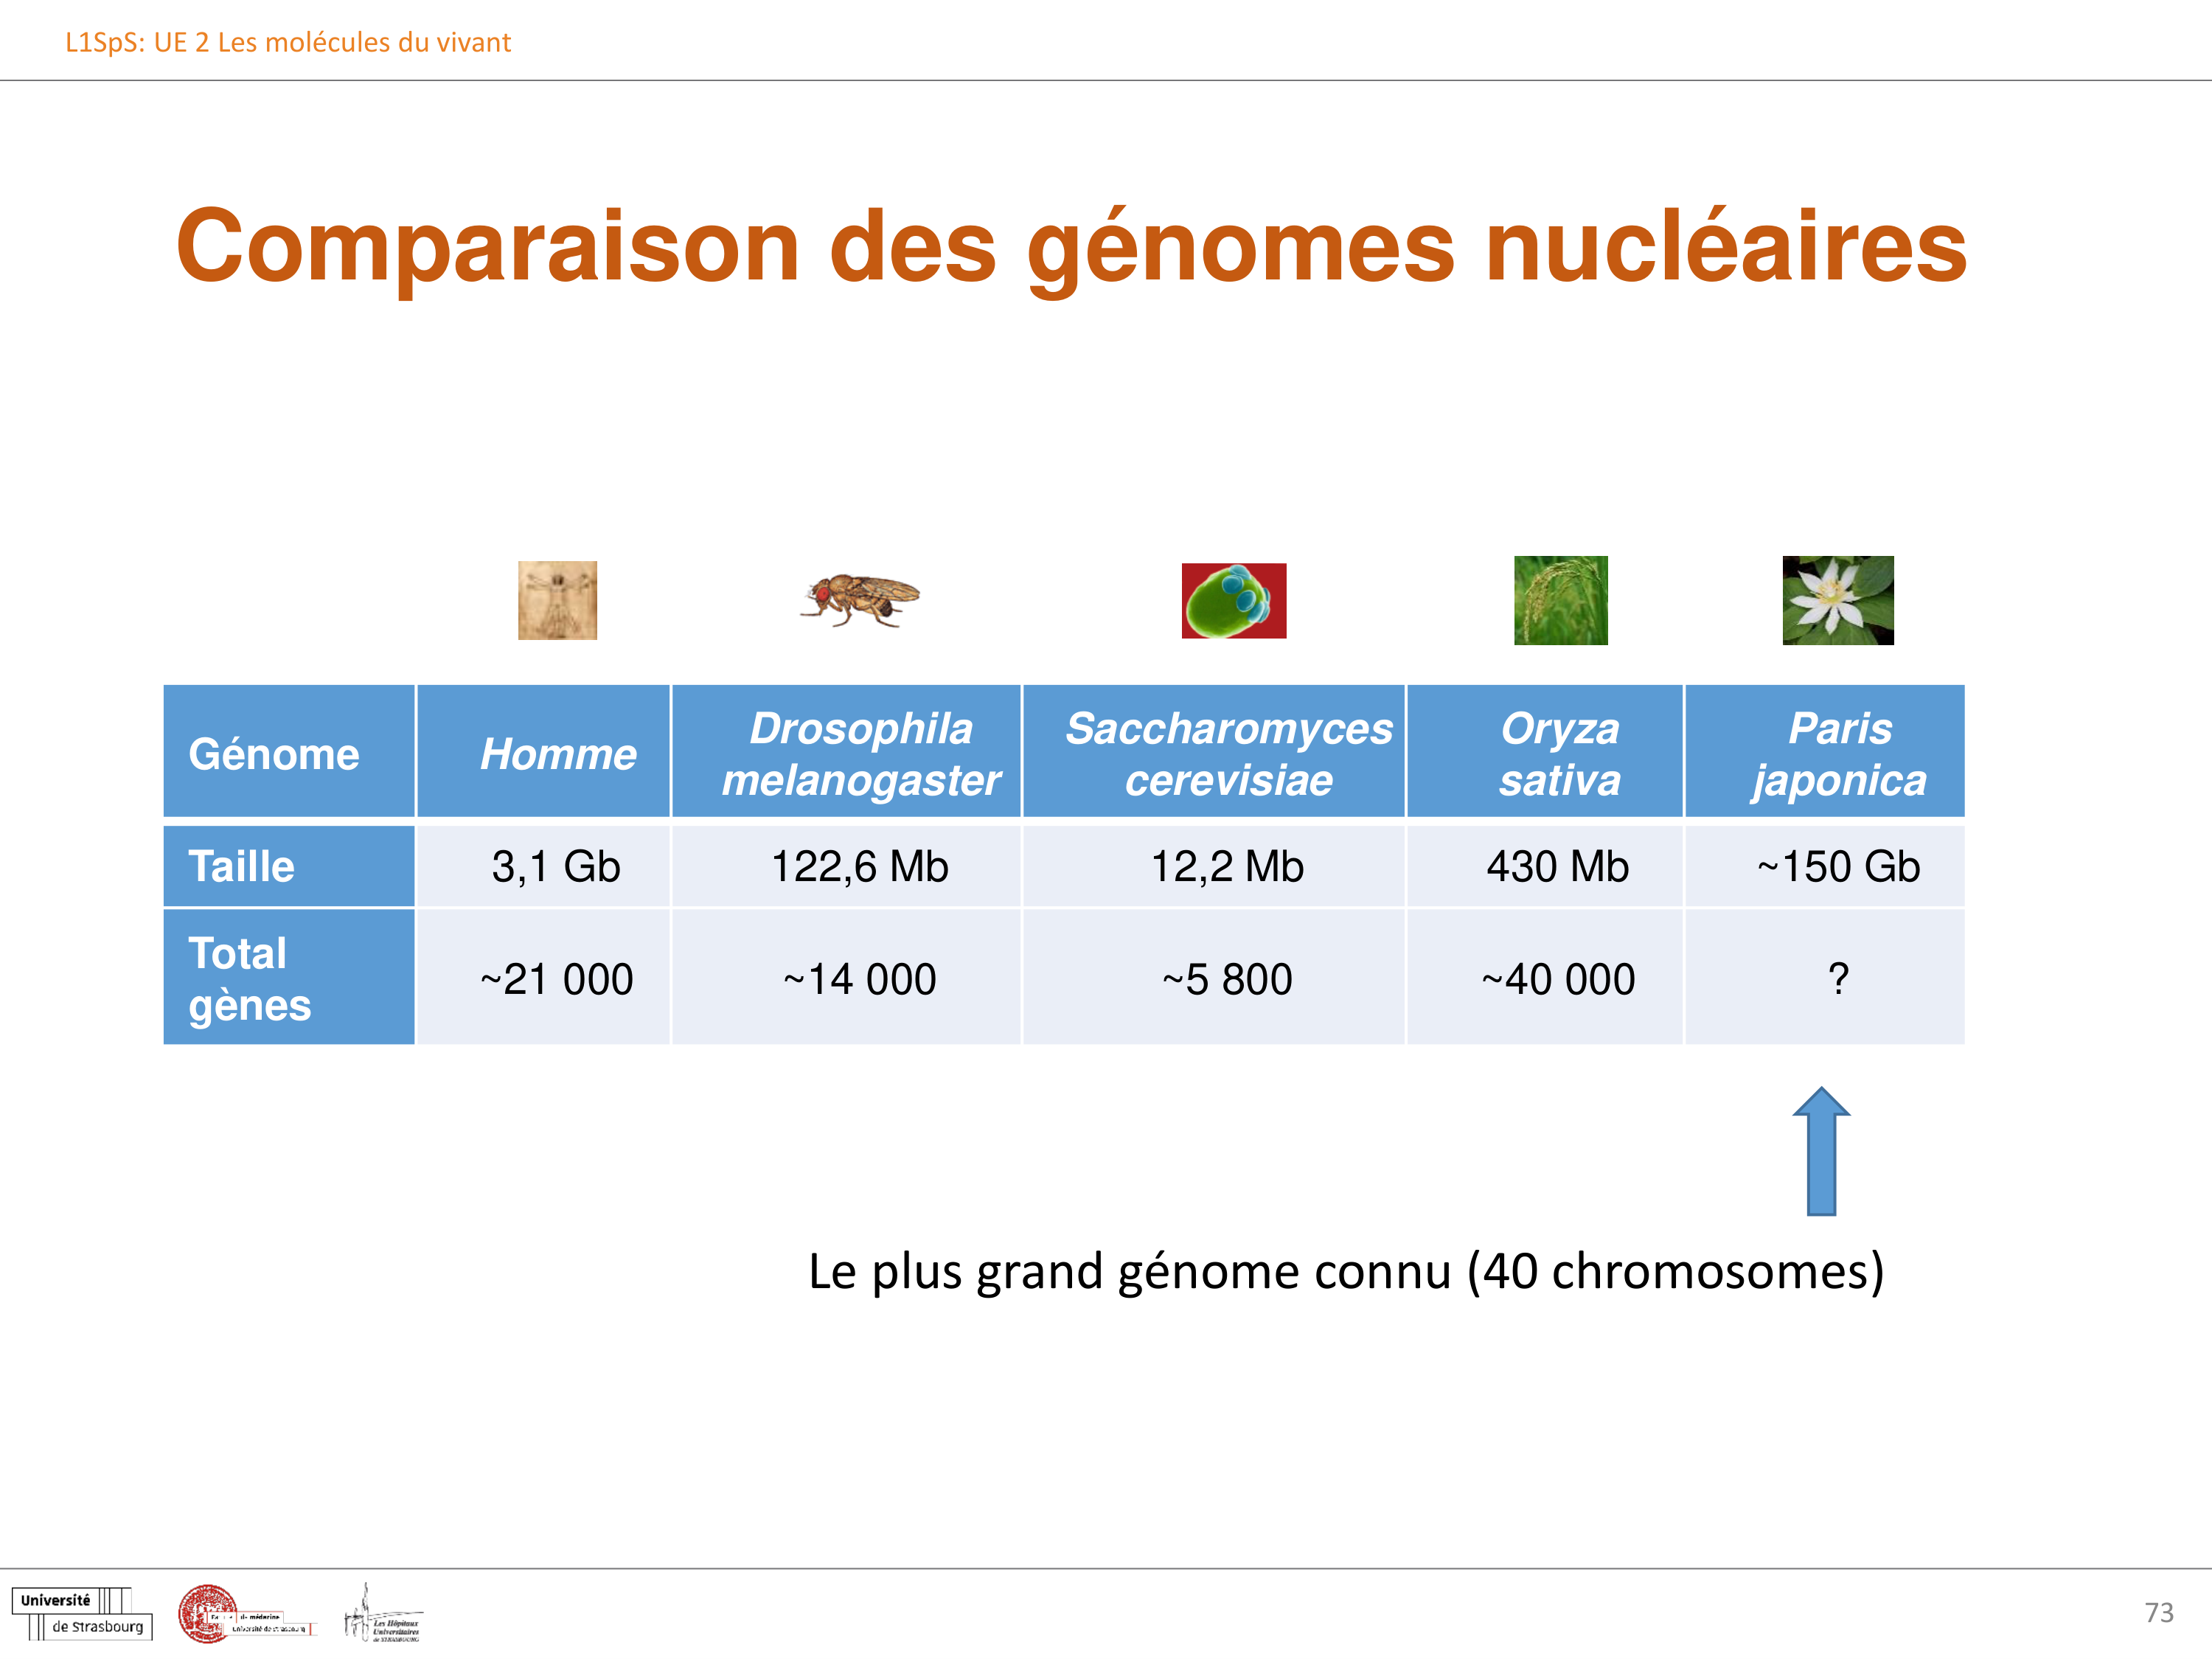 L1SpS: UE 2 Les molécules du vivant
Comparaison des génomes nucléaires
Génome
Homme
Drosophila
melanogaster
Saccharomyces
cerevisiae
Oryza
sativa
Paris
japonica
Taille
3,1 Gb
122,6 Mb
12,2 Mb
430 Mb
~150 Gb
Total
gènes
~21 000
~14 000
~5 800
~40 000
?
Le plus grand génome connu (40 chromosomes)
Université
de Strasbourg
de médecine
Université de Strasbourg
Les Hôpitaux
Universitaires
de STRASBOURG
73